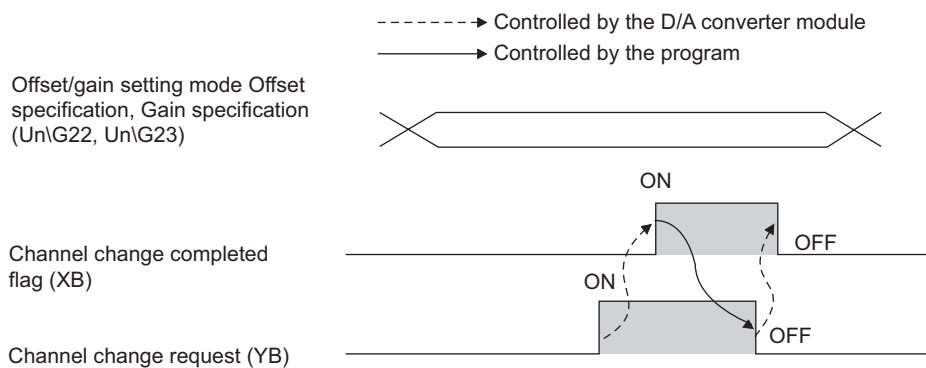 Controlled by the D/A converter module
Controlled by the program
Offset/gain setting mode Offset
specification, Gain specification
(Un\G22, Un\G23)
ON
Channel change completed
flag (XB)
OFF
ON
Channel change request (YB)
OFF